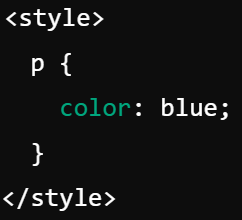 <style>
  p {
    color: blue;
  }
</style>